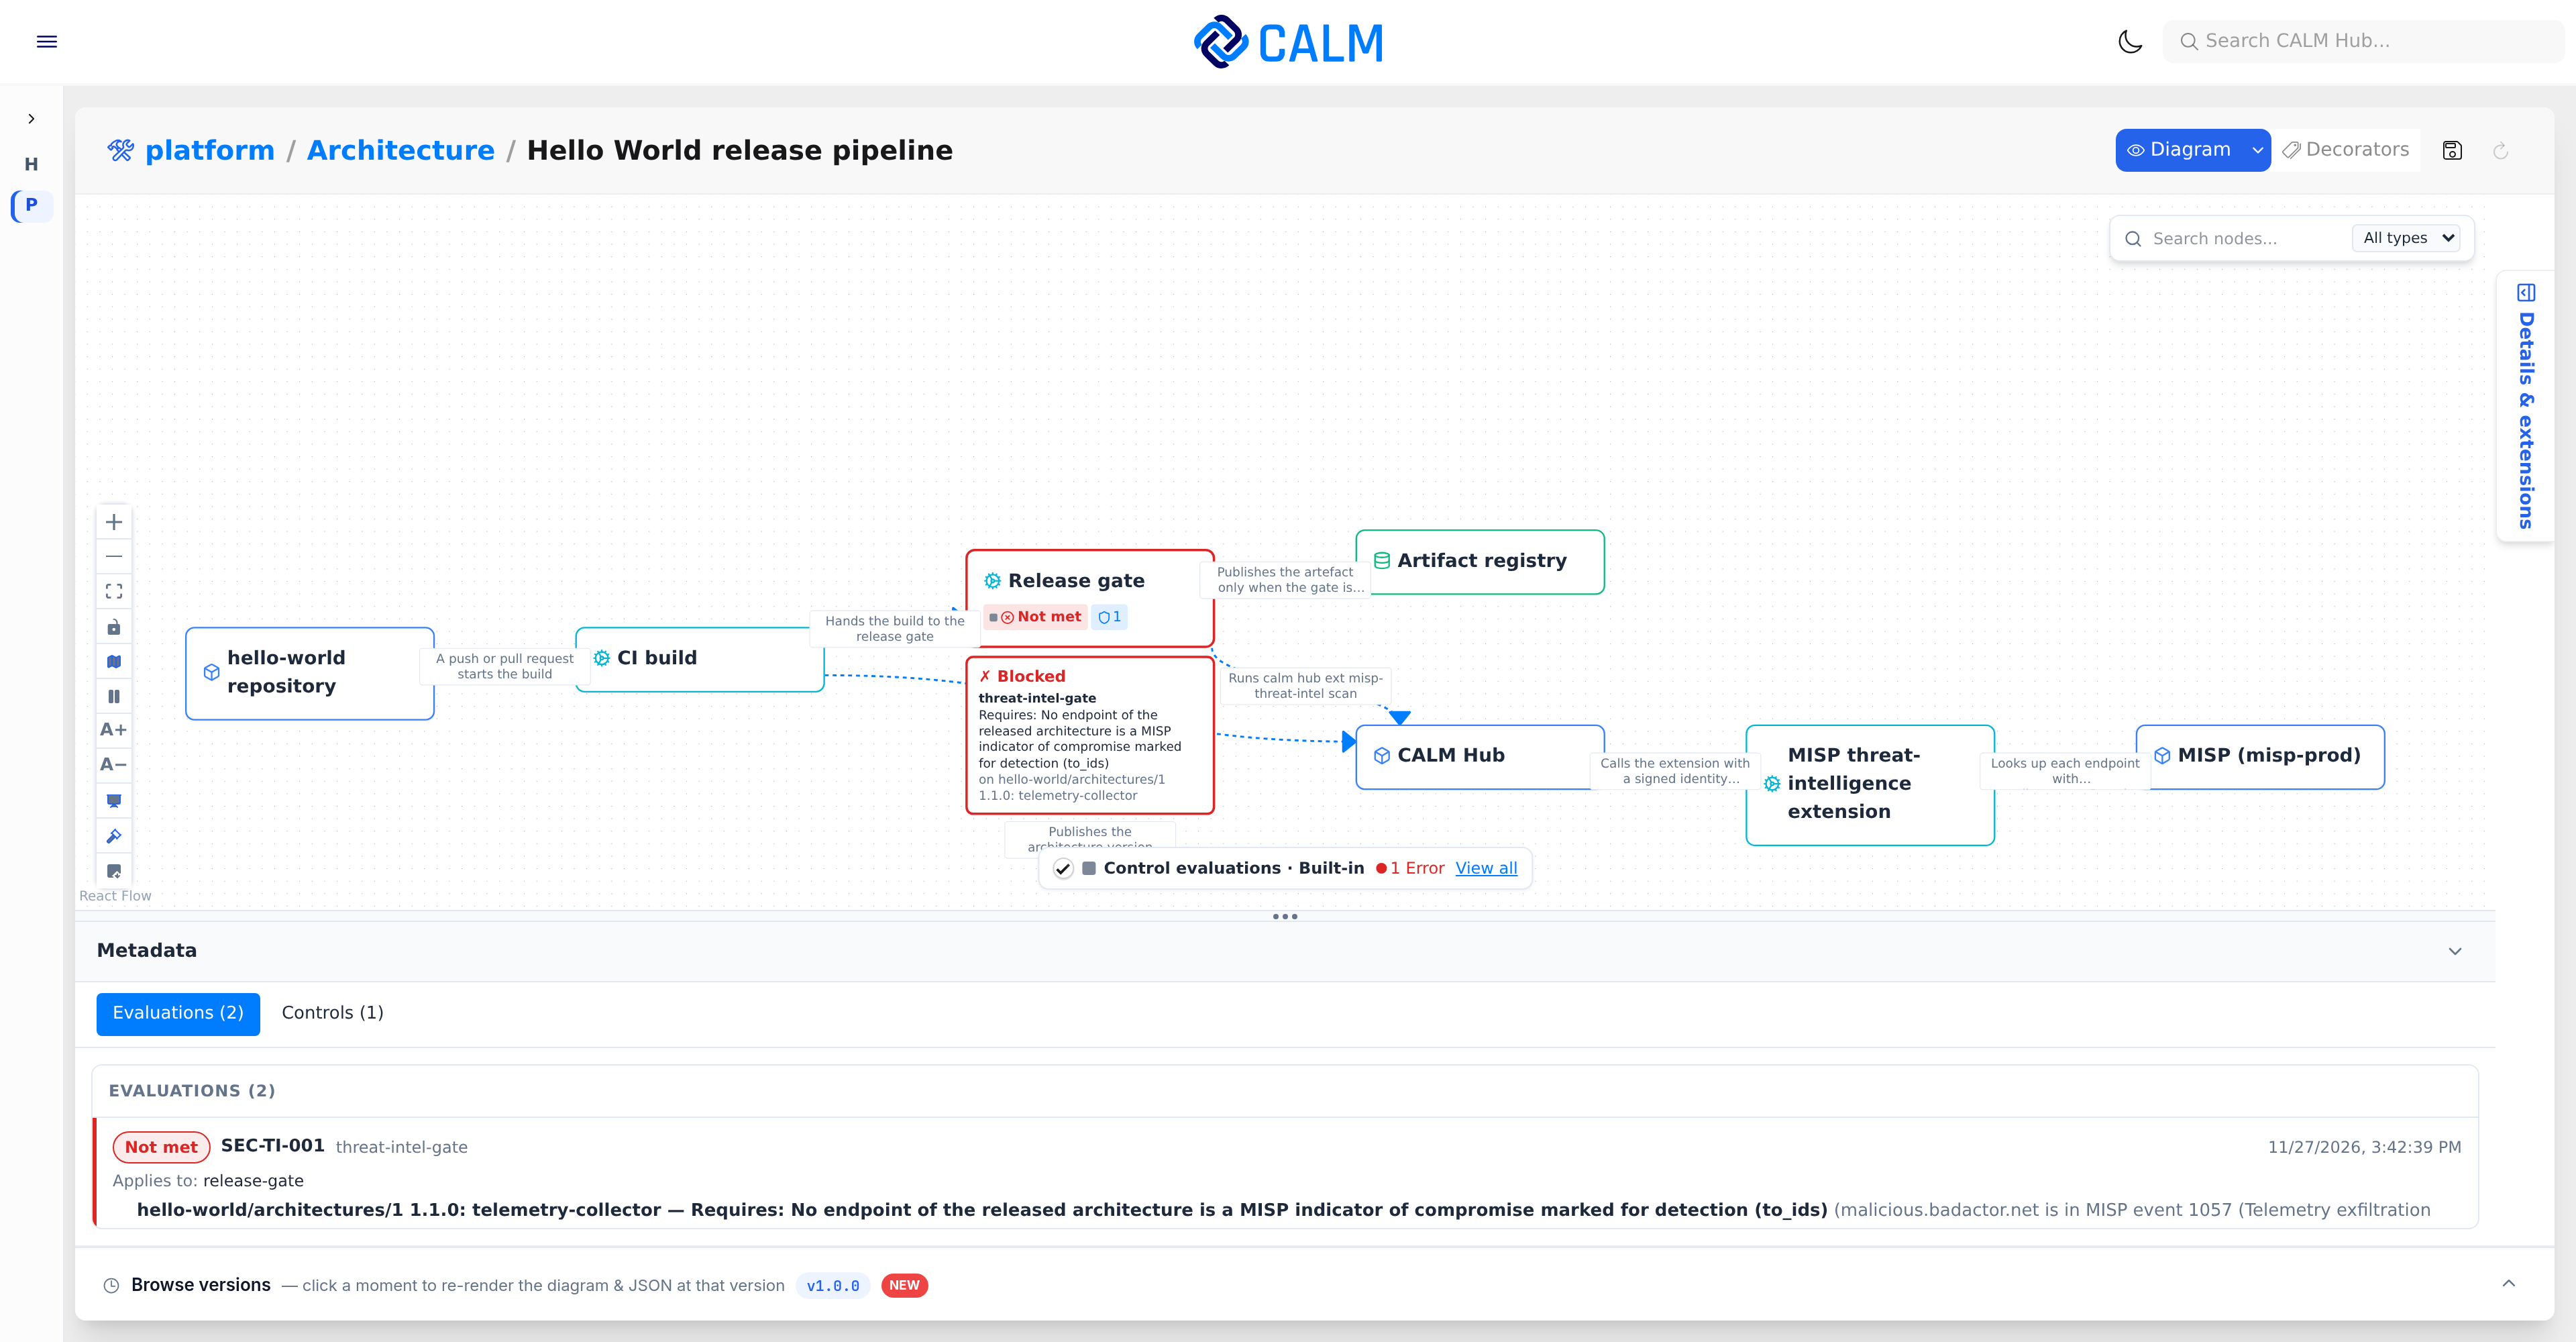 CALM
Search CALM Hub...
H
P
platform / Architecture / Hello World release pipeline
Diagram
Decorators
Search nodes...
All types
Details & extensions
A+
A−
React Flow
hello-world
repository
A push or pull request
starts the build
CI build
Hands the build to the
release gate
Release gate
Not met
1
✗ Blocked
threat-intel-gate
Requires: No endpoint of the
released architecture is a MISP
indicator of compromise marked
for detection (to_ids)
on hello-world/architectures/1
1.1.0: telemetry-collector
Publishes the artefact
only when the gate is...
Artifact registry
Runs calm hub ext misp-
threat-intel scan
CALM Hub
Calls the extension with
a signed identity...
MISP threat-
intelligence
extension
Looks up each endpoint
with...
MISP (misp-prod)
Publishes the
architecture version
Control evaluations · Built-in
1 Error
View all
Metadata
Evaluations (2)
Controls (1)
EVALUATIONS (2)
Not met SEC-TI-001 threat-intel-gate
11/27/2026, 3:42:39 PM
Applies to: release-gate
hello-world/architectures/1 1.1.0: telemetry-collector — Requires: No endpoint of the released architecture is a MISP indicator of compromise marked for detection (to_ids) (malicious.badactor.net is in MISP event 1057 (Telemetry exfiltration
Browse versions — click a moment to re-render the diagram & JSON at that version v1.0.0 NEW